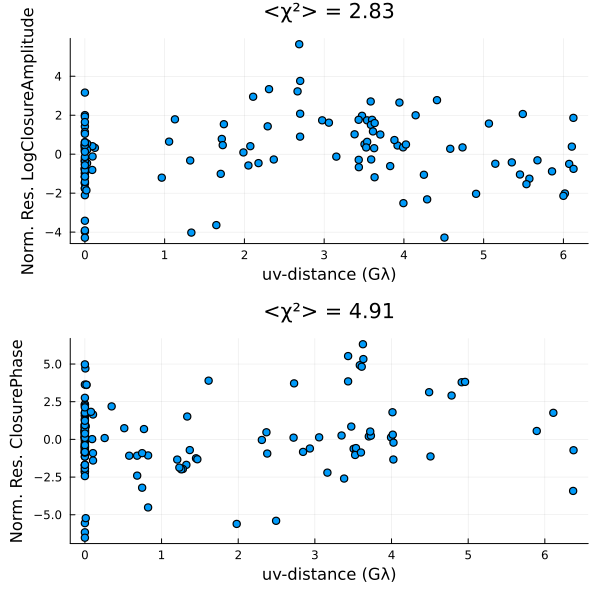 <χ²> = 2.83
Norm. Res. LogClosureAmplitude
4
2
0
−2
−4
0 1 2 3 4 5 6
uv-distance (Gλ)
<χ²> = 4.91
Norm. Res. ClosurePhase
5.0
2.5
0.0
−2.5
−5.0
0 1 2 3 4 5 6
uv-distance (Gλ)